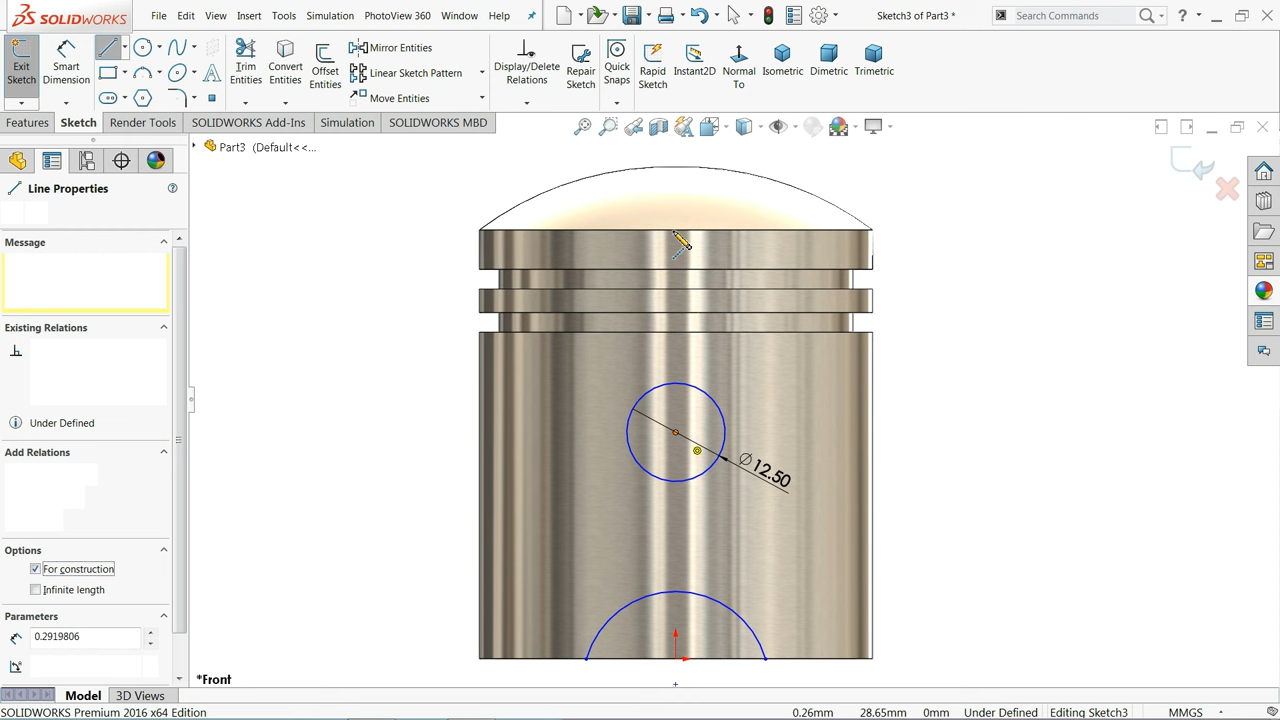 SOLIDWORKS File Edit View Insert Tools Simulation PhotoView 360 Window Help Sketch3 of Part3 * Search Commands
Exit Sketch Smart Dimension Trim Entities Convert Entities Offset Entities Mirror Entities Linear Sketch Pattern Move Entities Display/Delete Relations Repair Sketch Quick Snaps Rapid Sketch Instant2D Normal To Isometric Dimetric Trimetric
Features Sketch Render Tools SOLIDWORKS Add-Ins Simulation SOLIDWORKS MBD
Part3 (Default<<...
Line Properties
Message
Existing Relations
Under Defined
Add Relations
Options
For construction
Infinite length
Parameters
0.2919806
Ø12.50
*Front
Model 3D Views
SOLIDWORKS Premium 2016 x64 Edition 0.26mm 28.65mm 0mm Under Defined Editing Sketch3 MMGS